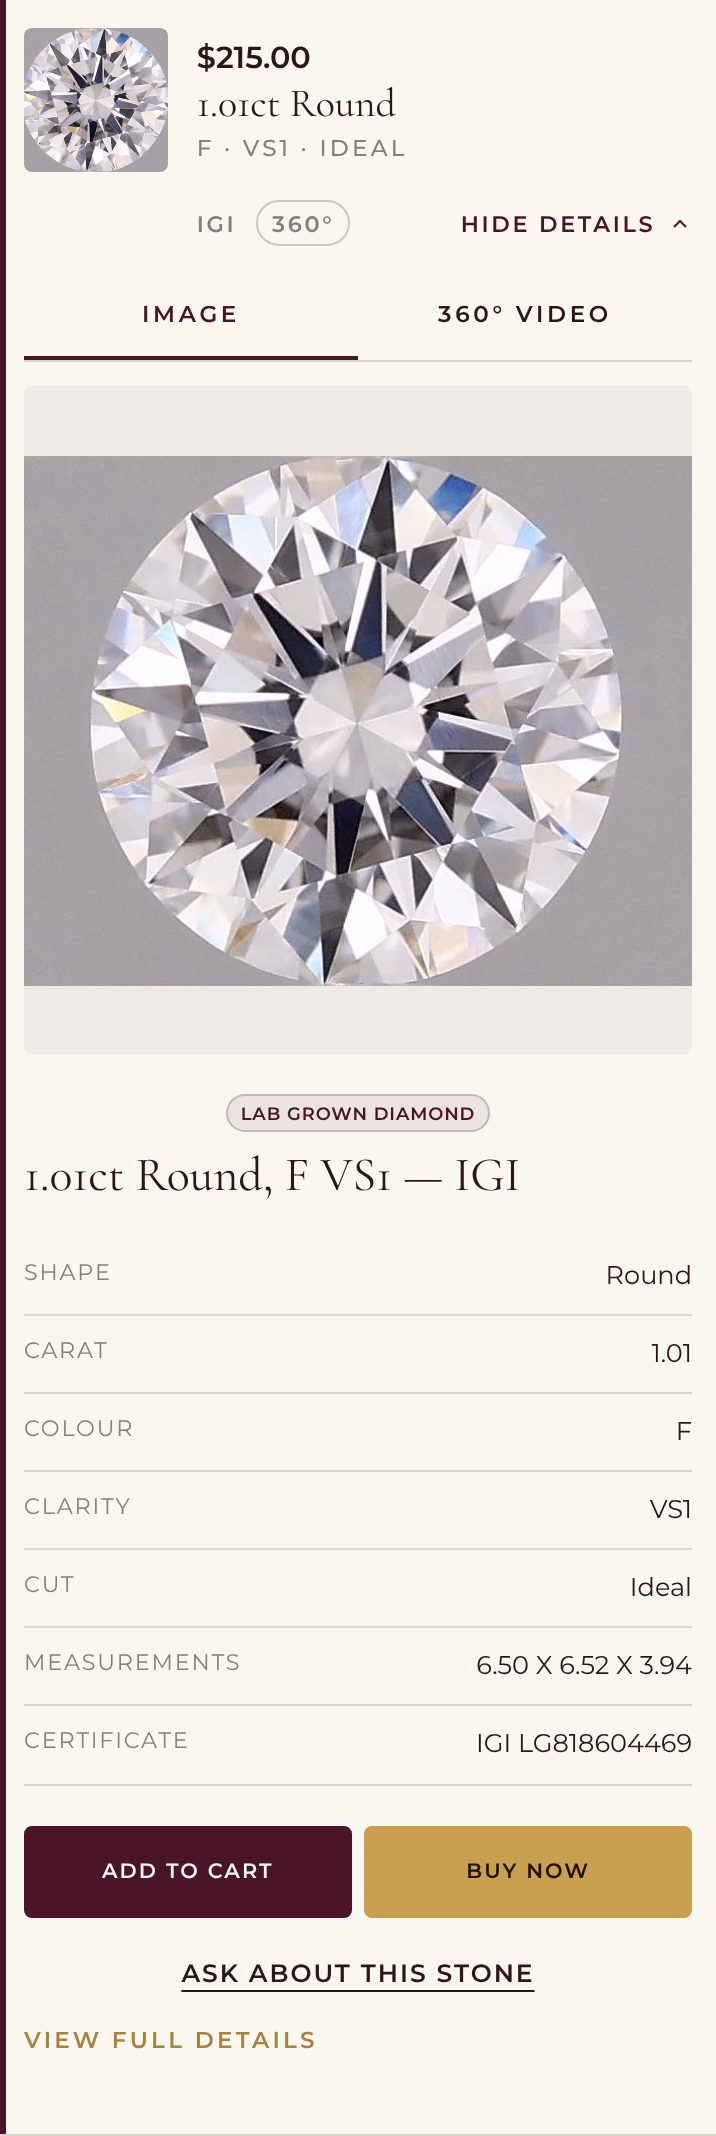 $215.00
1.01ct Round
F · VS1 · IDEAL
IGI 360° HIDE DETAILS
IMAGE 360° VIDEO
LAB GROWN DIAMOND
1.01ct Round, F VS1 — IGI
SHAPE Round
CARAT 1.01
COLOUR F
CLARITY VS1
CUT Ideal
MEASUREMENTS 6.50 X 6.52 X 3.94
CERTIFICATE IGI LG818604469
ADD TO CART BUY NOW
ASK ABOUT THIS STONE
VIEW FULL DETAILS